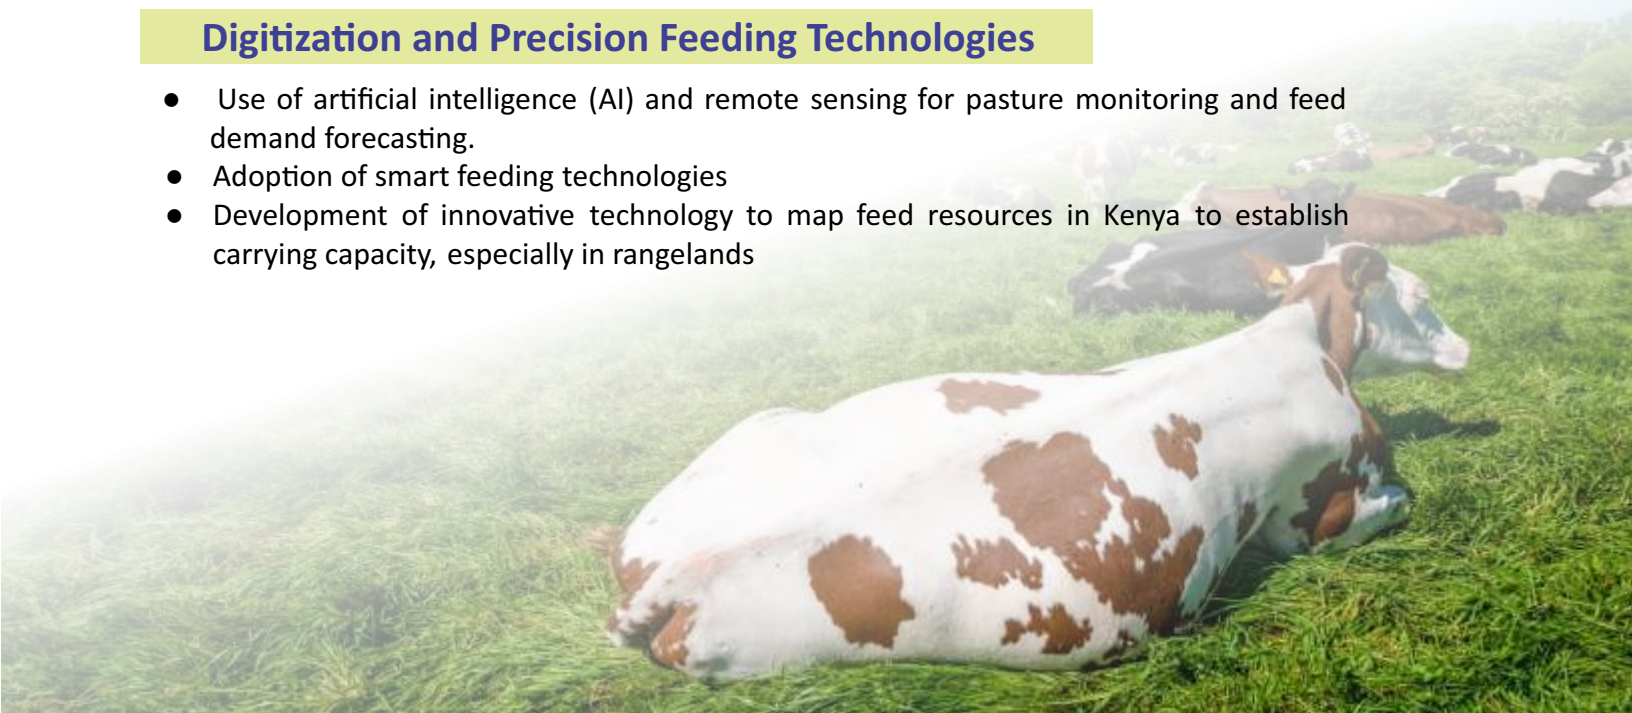 Digitization and Precision Feeding Technologies
● Use of artificial intelligence (AI) and remote sensing for pasture monitoring and feed
demand forecasting.
● Adoption of smart feeding technologies
● Development of innovative technology to map feed resources in Kenya to establish
carrying capacity, especially in rangelands